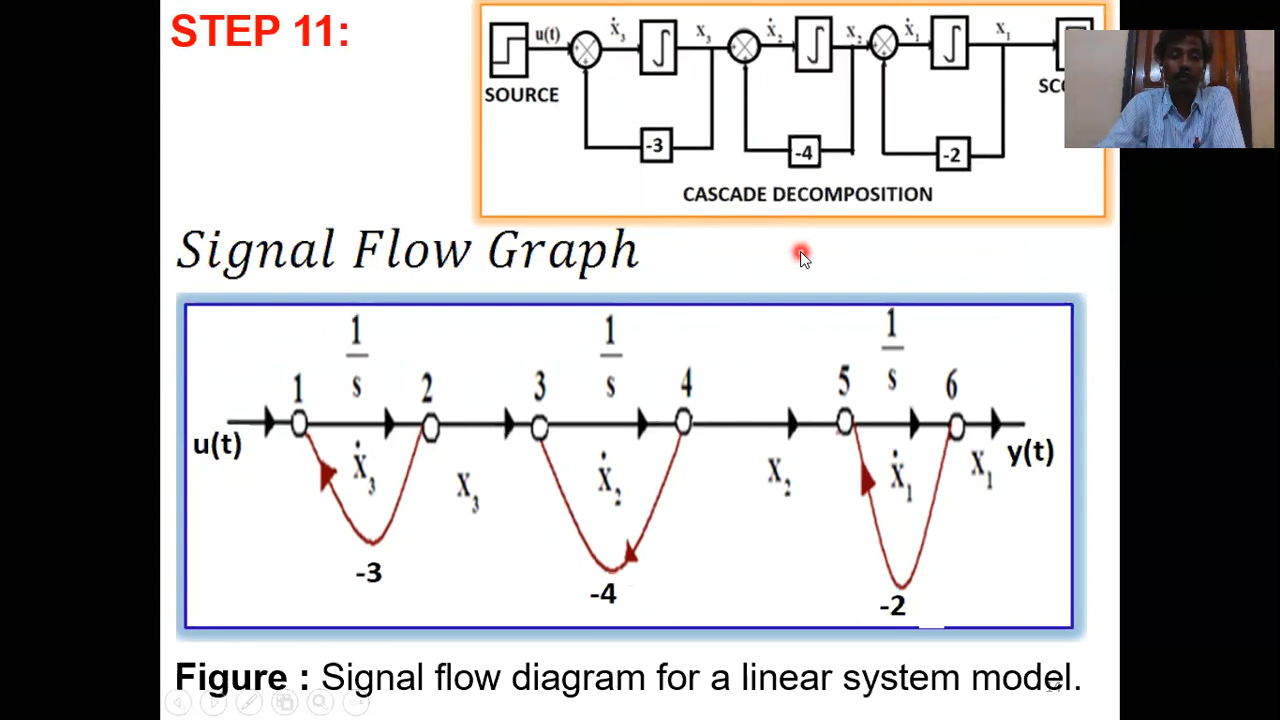 STEP 11:
u(t) ẋ₃ ∫ x₃ ẋ₂ ∫ x₂ ẋ₁ ∫ x₁
SOURCE SCO
-3 -4 -2
CASCADE DECOMPOSITION
Signal Flow Graph
1/s 1/s 1/s
1 2 3 4 5 6
u(t) ẋ₃ x₃ ẋ₂ x₂ ẋ₁ x₁ y(t)
-3 -4 -2
Figure : Signal flow diagram for a linear system model.